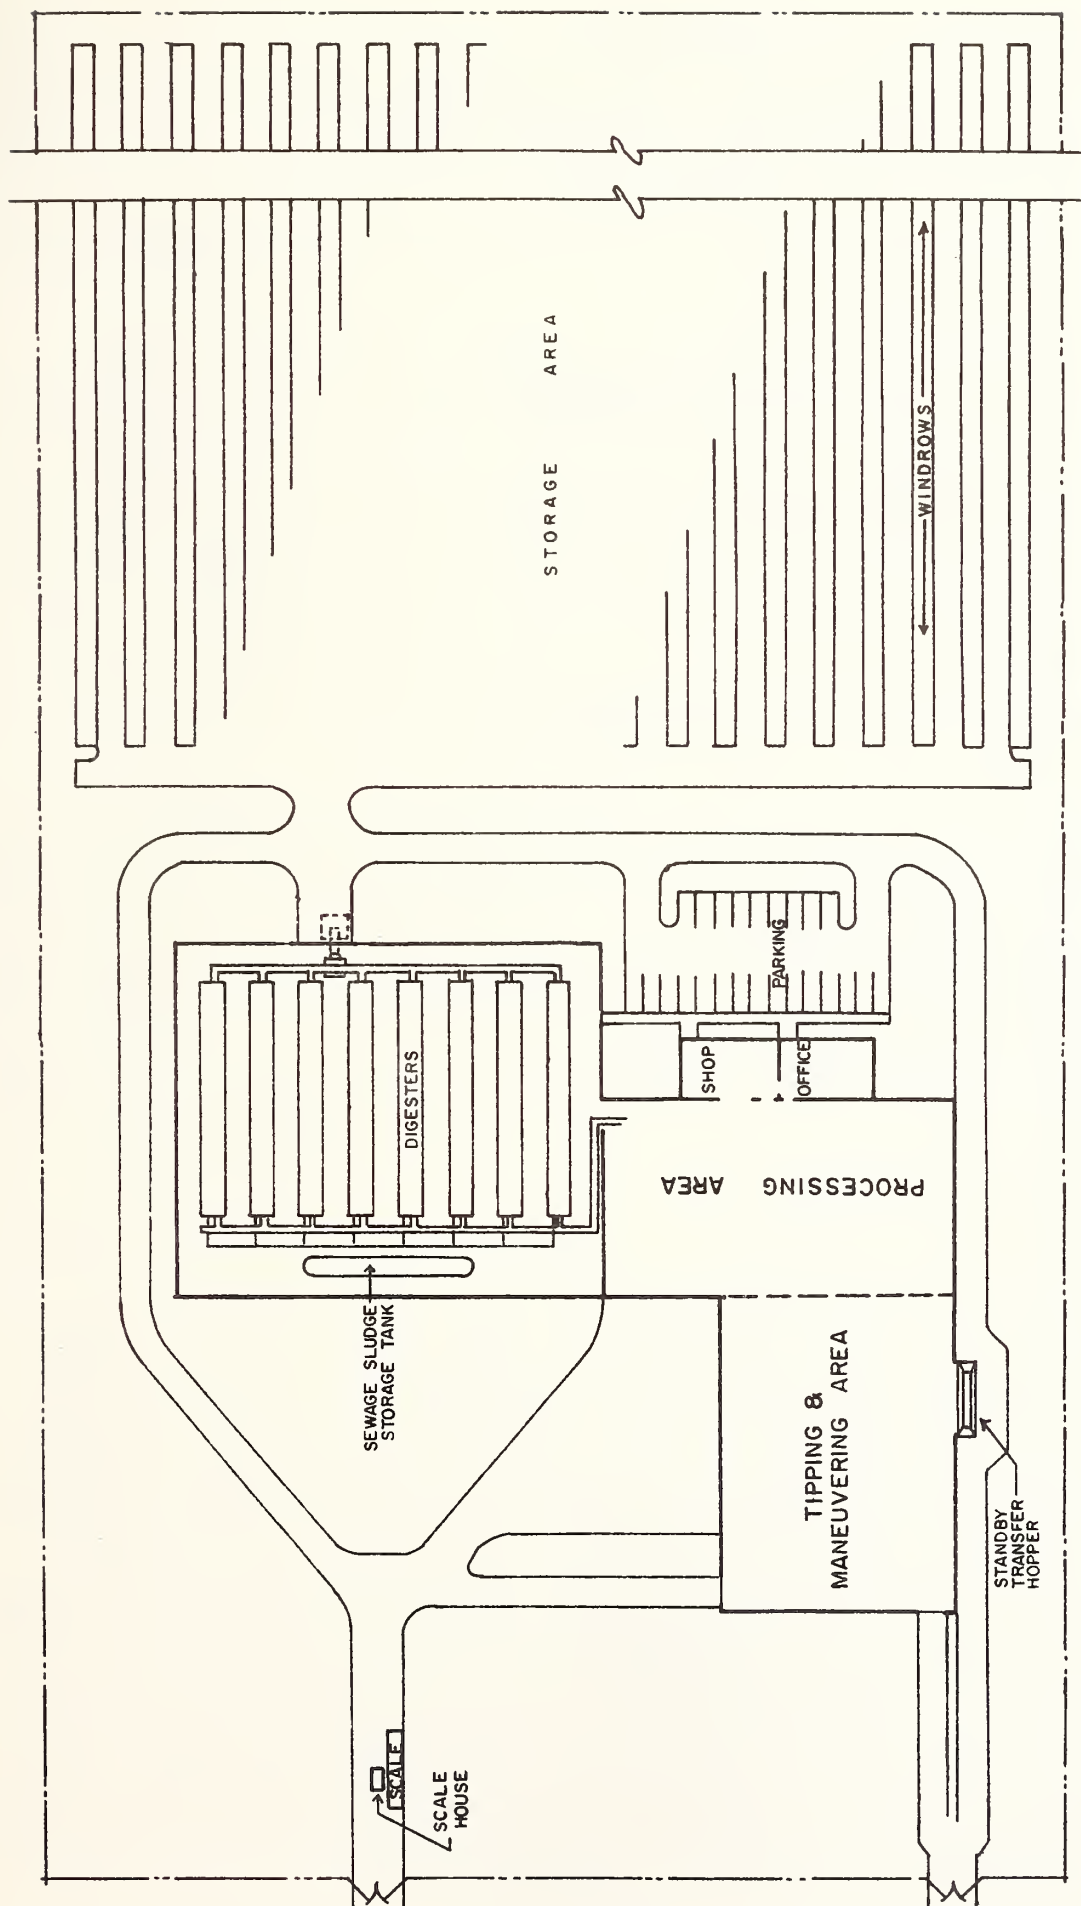 STORAGE AREA
WINDROWS
PARKING
SHOP
OFFICE
DIGESTERS
PROCESSING
AREA
SEWAGE SLUDGE
STORAGE TANK
TIPPING &
MANEUVERING AREA
STANDBY
TRANSFER
HOPPER
SCALE
SCALE
HOUSE